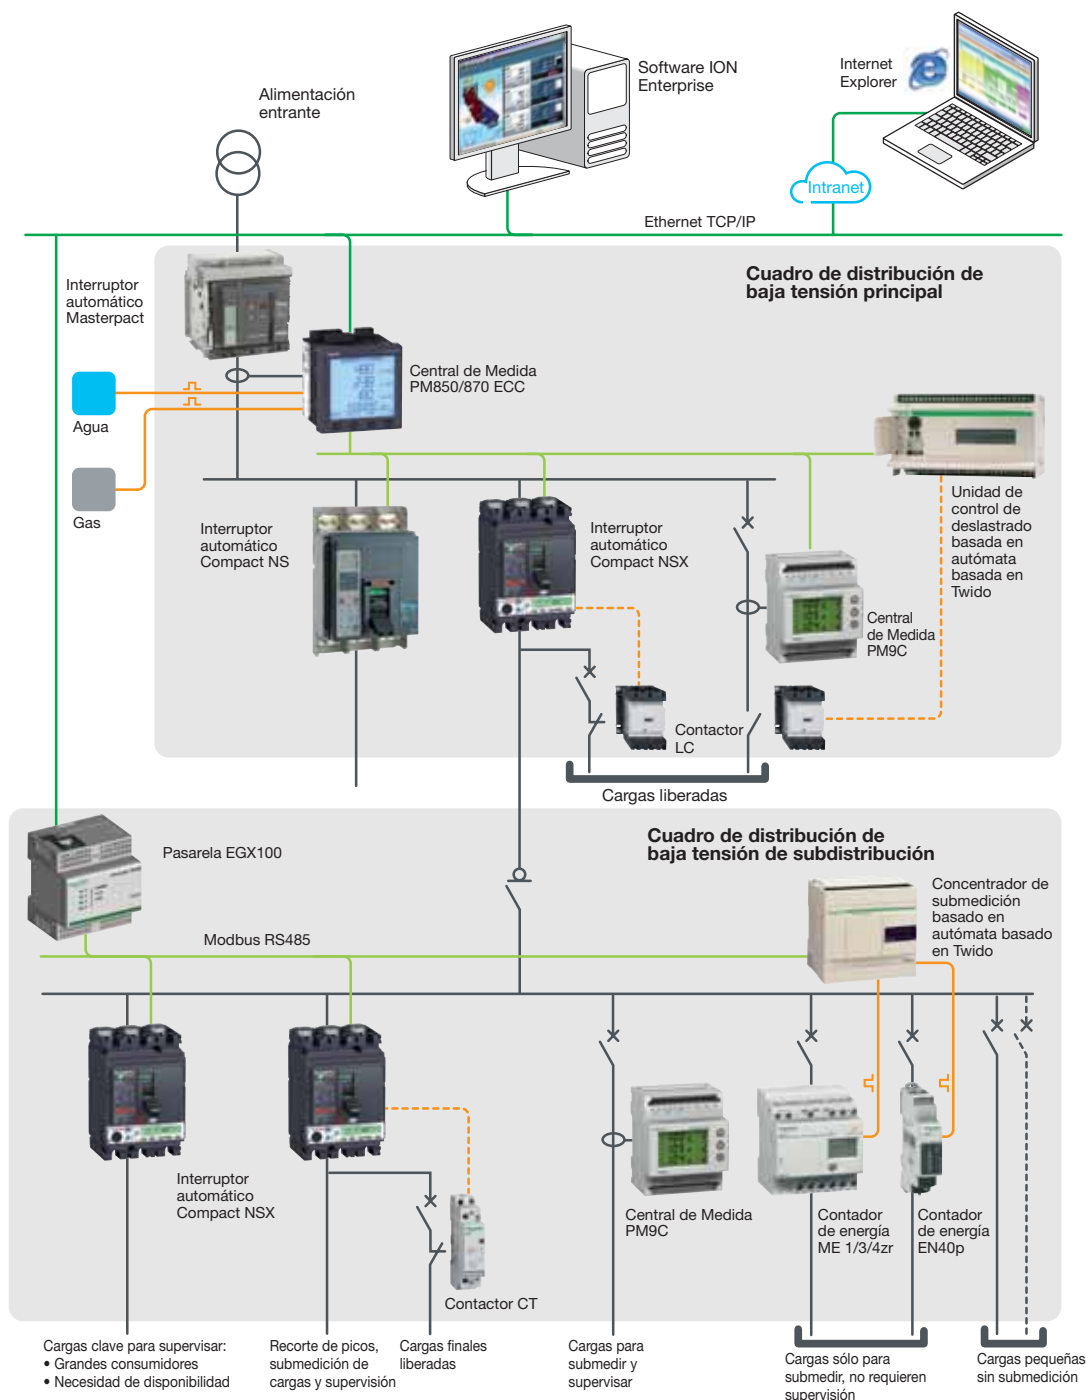 Alimentación
entrante
Software ION
Enterprise
Internet
Explorer
Intranet
Ethernet TCP/IP
Cuadro de distribución de
baja tensión principal
Interruptor
automático
Masterpact
Central de Medida
PM850/870 ECC
Agua
Gas
Interruptor
automático
Compact NS
Interruptor
automático
Compact NSX
Unidad de
control de
deslastrado
basada en
autómata
basada en
Twido
Central
de Medida
PM9C
Contactor
LC
Cargas liberadas
Cuadro de distribución de
baja tensión de subdistribución
Pasarela EGX100
Concentrador de
submedición
basado en
autómata basado
en Twido
Modbus RS485
Interruptor
automático
Compact NSX
Contactor CT
Central de Medida
PM9C
Contador
de energía
ME 1/3/4zr
Contador
de energía
EN40p
Cargas clave para supervisar:
• Grandes consumidores
• Necesidad de disponibilidad
Recorte de picos,
submedición de
cargas y supervisión
Cargas finales
liberadas
Cargas para
submedir y
supervisar
Cargas sólo para
submedir, no requieren
supervisión
Cargas pequeñas
sin submedición